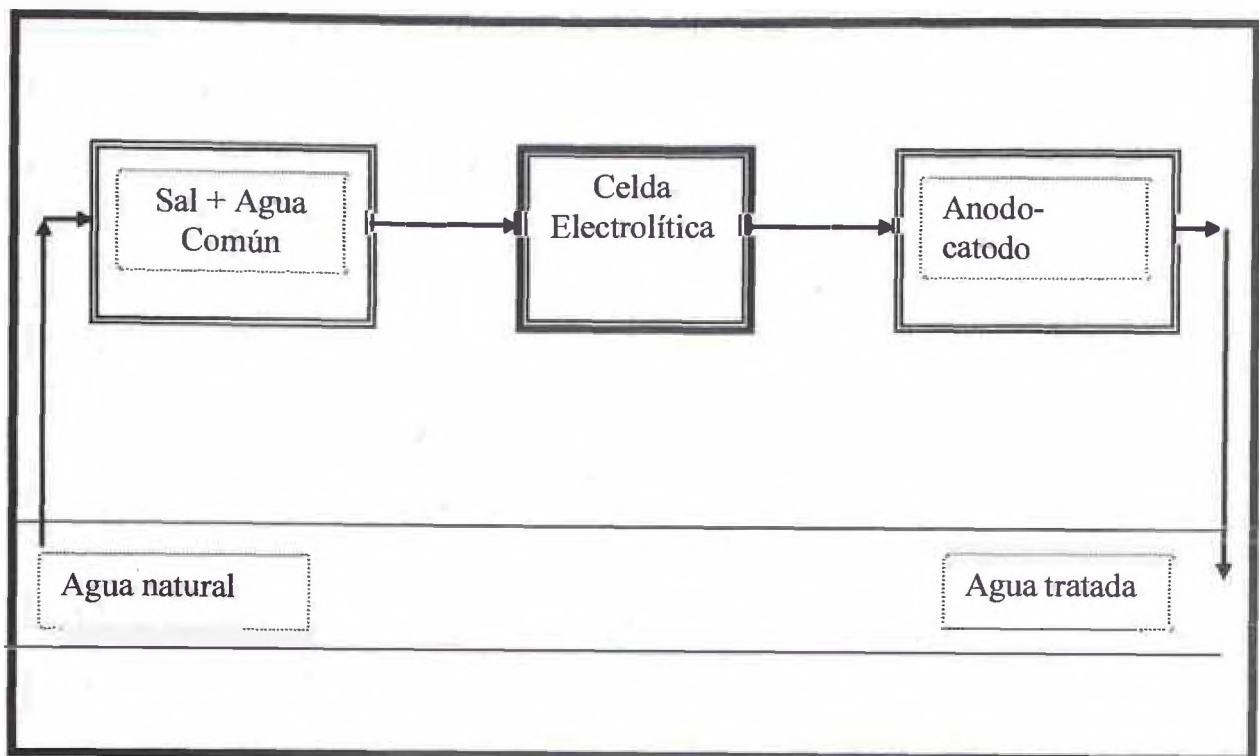 Sal + Agua
Común
Celda
Electrolítica
Anodo-
catodo
Agua natural
Agua tratada